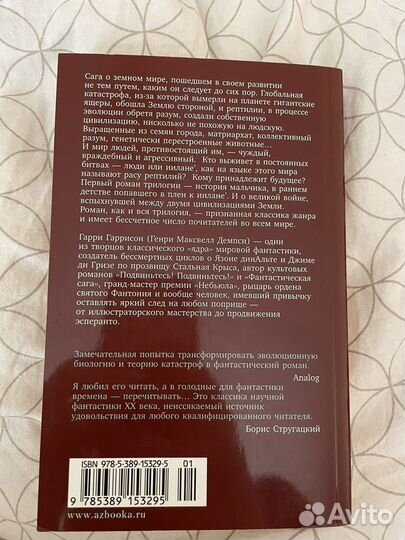 Сага о земном мире, пошедшем в своем развитии
не тем путем, каким он следует до сих пор. Глобальная
катастрофа, из-за которой вымерли на планете гигантские
ящеры, обошла Землю стороной, и рептилии, в процессе
эволюции обретя разум, создали собственную
цивилизацию, нисколько не похожую на людскую.
Выращенные из семян города, матриархат, коллективный
разум, генетически перестроенные животные...
И мир людей, противостоящий им, — чуждый,
враждебный и агрессивный. Кто выживет в постоянных
битвах — люди или иилане', как на языке этого мира
называют расу рептилий? Кому принадлежит будущее?
Первый роман трилогии — история мальчика, в раннем
детстве попавшего в плен к иилане'. И о великой войне,
вспыхнувшей между двумя цивилизациями Земли.
Роман, как и вся трилогия, — признанная классика жанра
и имеет бессчетное число почитателей во всем мире.
Гарри Гаррисон (Генри Максвелл Демпси) — один
из творцов классического «ядра» мировой фантастики,
создатель бессмертных циклов о Язоне динАльте и Джиме
ди Гризе по прозвищу Стальная Крыса, автор культовых
романов «Подвиньтесь! Подвиньтесь!» и «Фантастическая
сага», гранд-мастер премии «Небьюла», рыцарь ордена
святого Фантония и вообще человек, имевший привычку
оставлять яркий след на любом поприще —
от иллюстраторского мастерства до продвижения
эсперанто.
Замечательная попытка трансформировать эволюционную
биологию и теорию катастроф в фантастический роман.
Analog
Я любил его читать, а в голодные для фантастики
времена — перечитывать... Это классика научной
фантастики XX века, неиссякаемый источник
удовольствия для любого квалифицированного читателя.
Борис Стругацкий
ISBN 978-5-389-15329-5
01
9 785389 153295
www.azbooka.ru
Avito